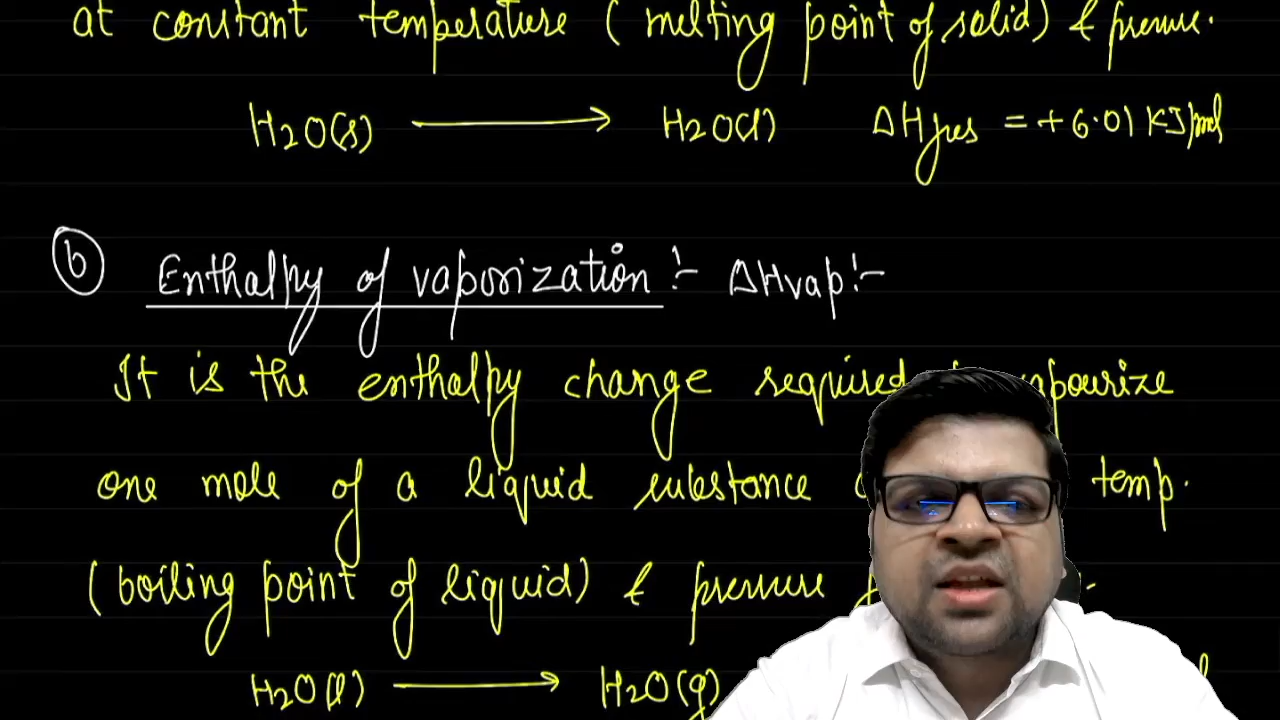 at constant temperature (melting point of solid) & pressure.
H2O(s) → H2O(l) ΔHfus = +6.01 KJ/mol
(b) Enthalpy of vaporization :- ΔHvap :-
It is the enthalpy change required vapourize
one mole of a liquid substance temp.
(boiling point of liquid) & pressure
H2O(l) → H2O(g)